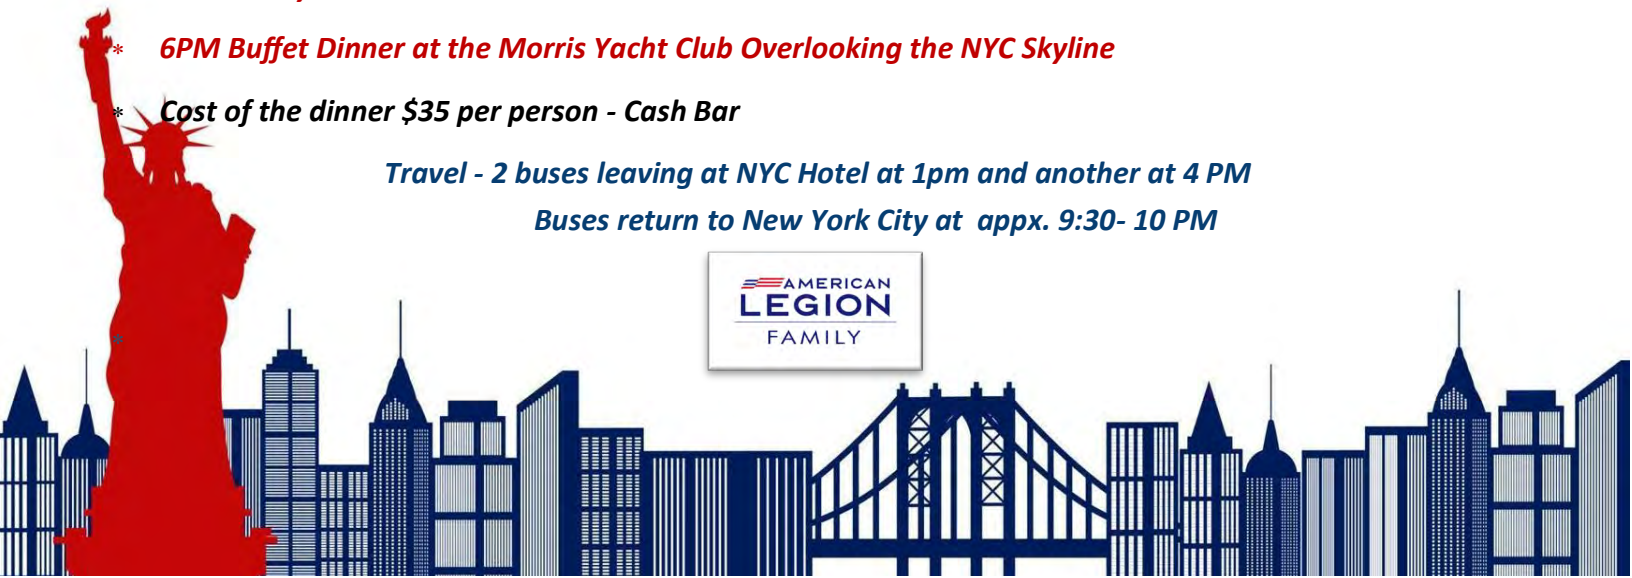 * 6PM Buffet Dinner at the Morris Yacht Club Overlooking the NYC Skyline
* Cost of the dinner $35 per person - Cash Bar
Travel - 2 buses leaving at NYC Hotel at 1pm and another at 4 PM
Buses return to New York City at appx. 9:30- 10 PM
AMERICAN
LEGION
FAMILY
*